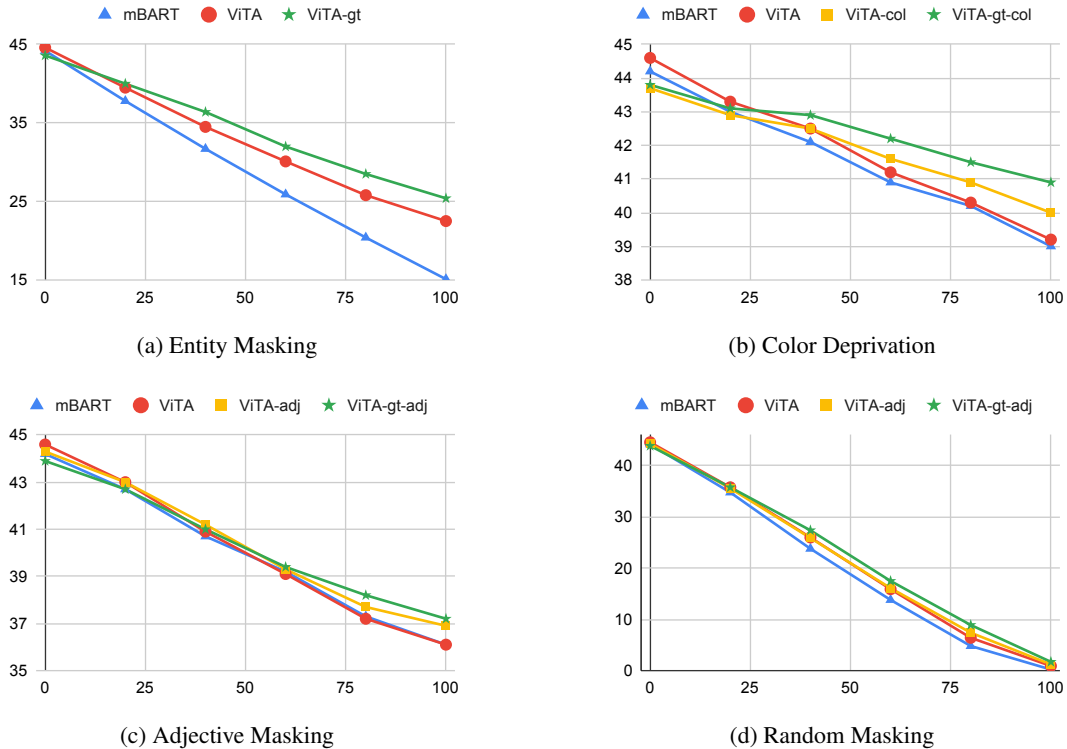 mBART ViTA ViTA-gt
45
35
25
15
0 25 50 75 100
(a) Entity Masking
mBART ViTA ViTA-col ViTA-gt-col
45
44
43
42
41
40
39
38
0 25 50 75 100
(b) Color Deprivation
mBART ViTA ViTA-adj ViTA-gt-adj
45
43
41
39
37
35
0 25 50 75 100
(c) Adjective Masking
mBART ViTA ViTA-adj ViTA-gt-adj
40
30
20
10
0
0 25 50 75 100
(d) Random Masking